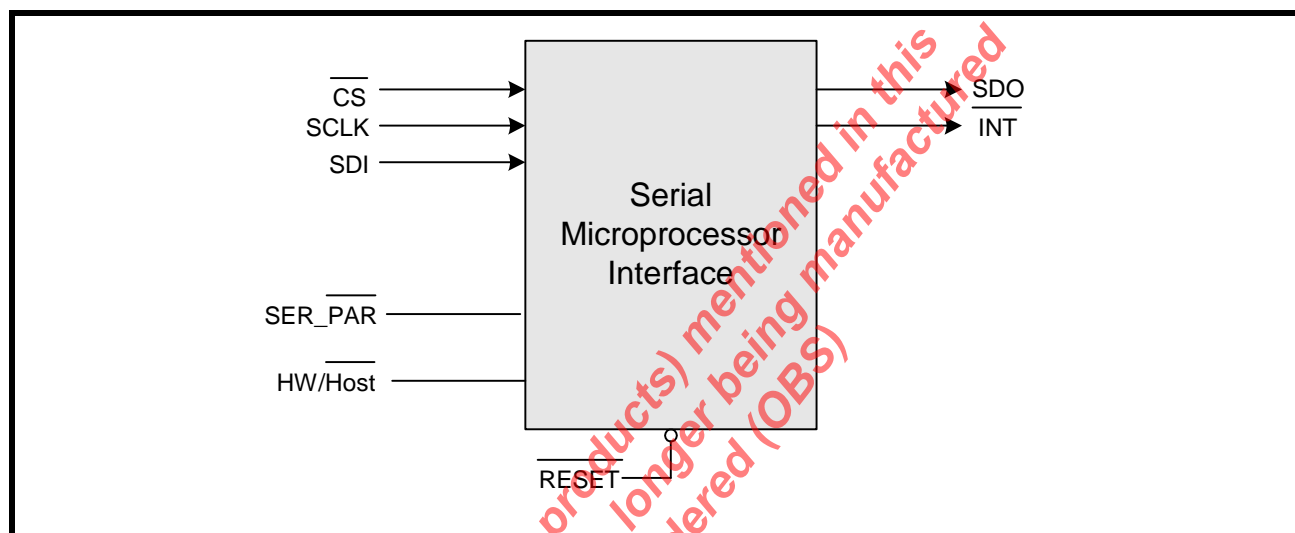 CS
SCLK
SDI
SER_PAR
HW/Host
Serial
Microprocessor
Interface
SDO
INT
RESET
products) mentioned in this
longer being manufactured
dered (OBS)